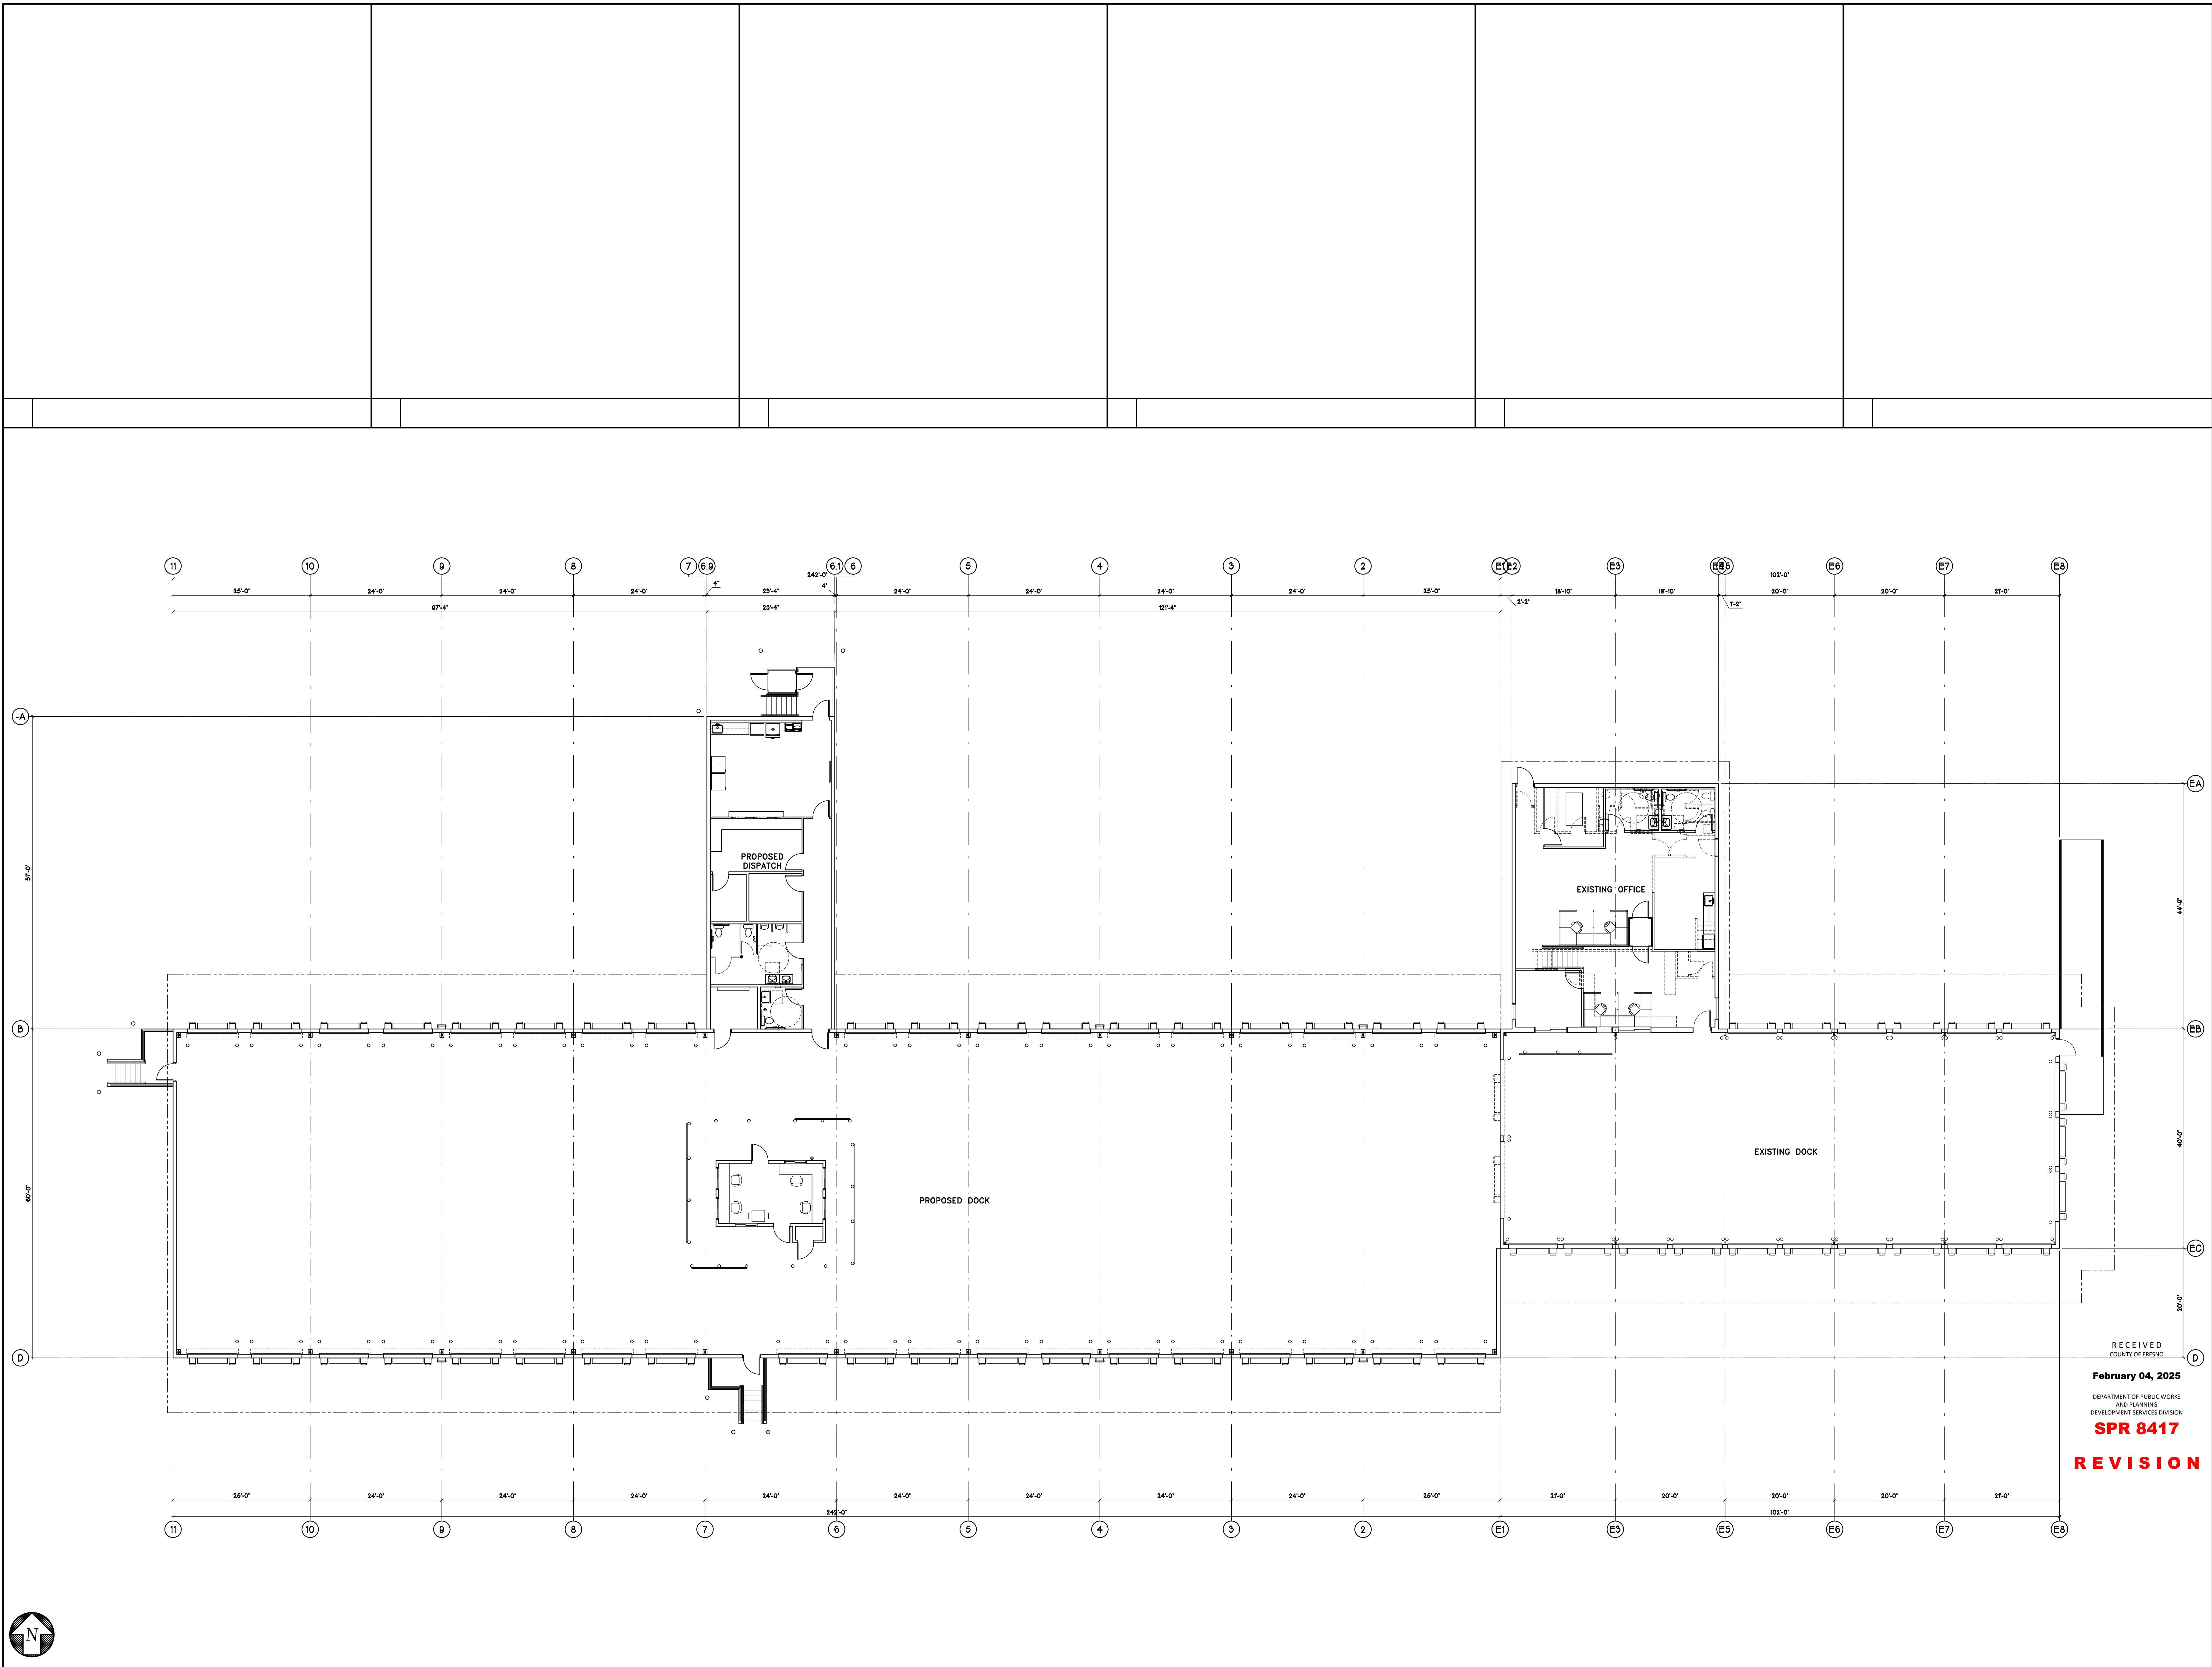 11 10 9 8 7 6.9 6.1 6 5 4 3 2 E1 E2 E3 E5 E6 E7 E8
242'-0" 102'-0"
4" 4"
25'-0" 24'-0" 24'-0" 24'-0" 23'-4" 24'-0" 24'-0" 24'-0" 24'-0" 25'-0" 18'-10" 18'-10" 20'-0" 20'-0" 21'-0"
2'-2" 1'-2"
97'-4" 23'-4" 121'-4"
-A
EA
PROPOSED
DISPATCH
57'-0"
EXISTING OFFICE
44'-9"
B
EB
40'-0"
EXISTING DOCK
60'-0"
PROPOSED DOCK
EC
20'-0"
RECEIVED
COUNTY OF FRESNO
D
D
February 04, 2025
DEPARTMENT OF PUBLIC WORKS
AND PLANNING
DEVELOPMENT SERVICES DIVISION
SPR 8417
REVISION
25'-0" 24'-0" 24'-0" 24'-0" 24'-0" 24'-0" 24'-0" 24'-0" 24'-0" 25'-0" 21'-0" 20'-0" 20'-0" 20'-0" 21'-0"
242'-0" 102'-0"
11 10 9 8 7 6 5 4 3 2 E1 E3 E5 E6 E7 E8
N